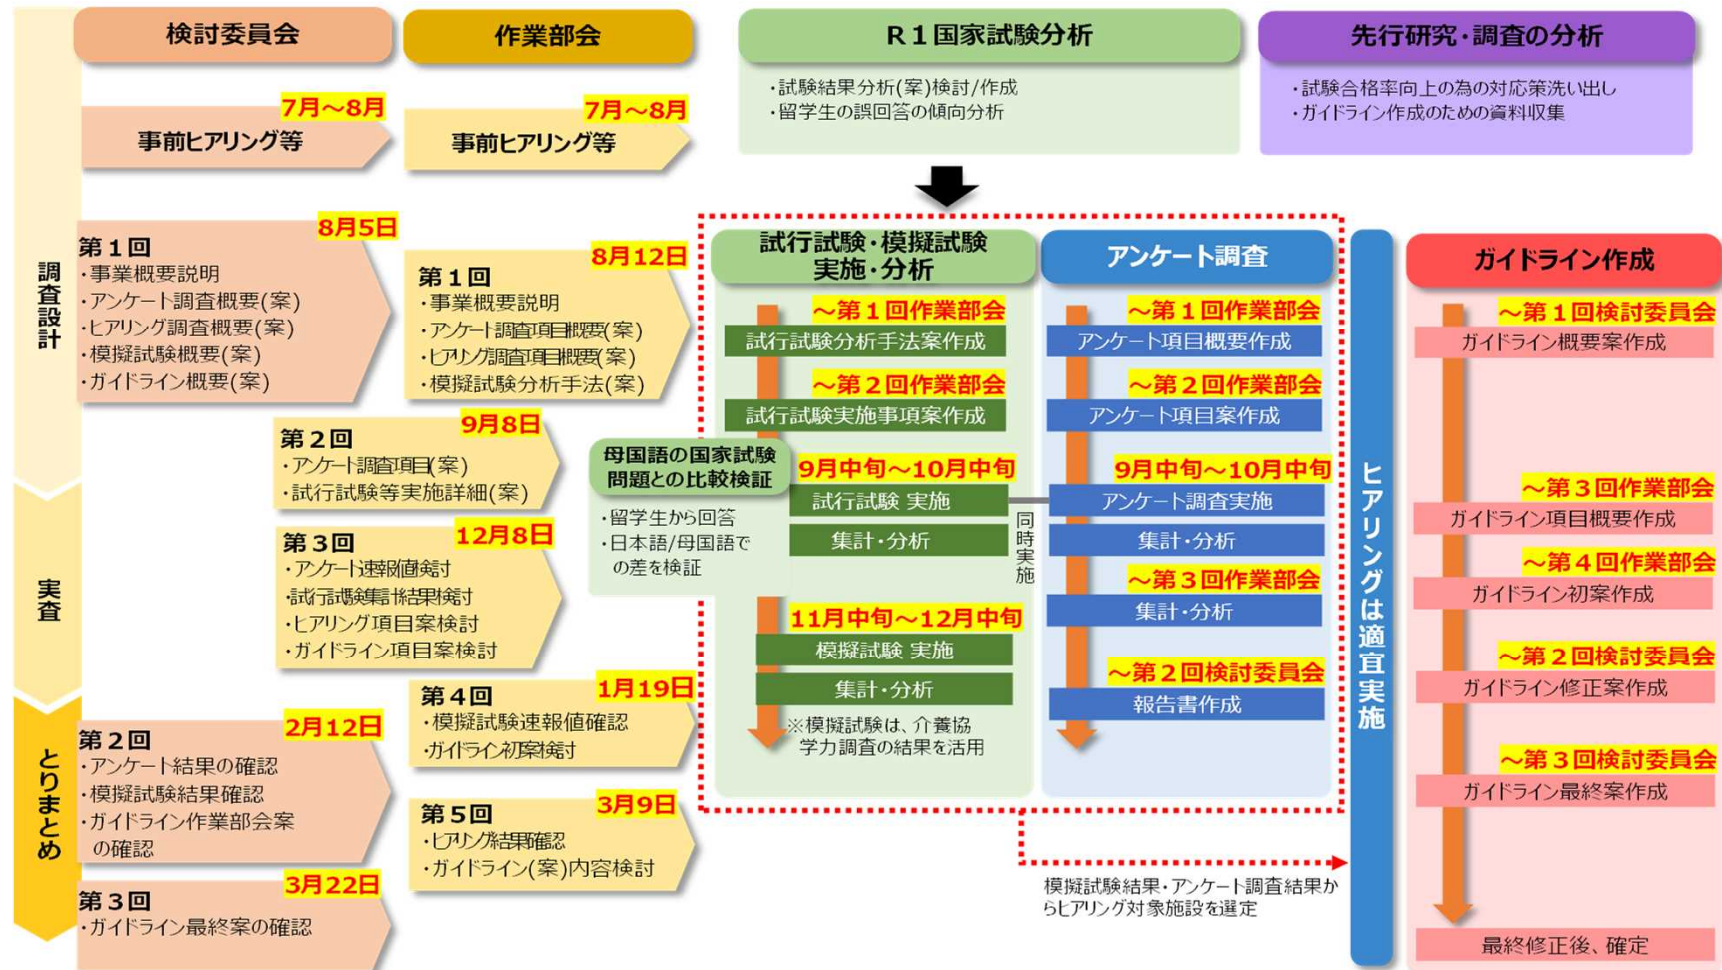 検討委員会
作業部会
R1国家試験分析
先行研究・調査の分析
・試験結果分析(案)検討/作成
・留学生の誤回答の傾向分析
・試験合格率向上の為の対応策洗い出し
・ガイドライン作成のための資料収集
7月～8月
事前ヒアリング等
7月～8月
事前ヒアリング等
調査設計
実査
とりまとめ
8月5日
第１回
・事業概要説明
・アンケート調査概要(案)
・ヒアリング調査概要(案)
・模擬試験概要(案)
・ガイドライン概要(案)
8月12日
第１回
・事業概要説明
・アンケート調査項目概要(案)
・ヒアリング調査項目概要(案)
・模擬試験分析手法(案)
9月8日
第２回
・アンケート調査項目(案)
・試行試験等実施詳細(案)
12月8日
第３回
・アンケート速報値検討
・試行試験集計結果検討
・ヒアリング項目案検討
・ガイドライン項目案検討
1月19日
第４回
・模擬試験速報値確認
・ガイドライン初案検討
2月12日
第２回
・アンケート結果の確認
・模擬試験結果確認
・ガイドライン作業部会案
の確認
3月9日
第５回
・ヒアリング結果確認
・ガイドライン(案)内容検討
3月22日
第３回
・ガイドライン最終案の確認
試行試験・模擬試験
実施・分析
～第１回作業部会
試行試験分析手法案作成
～第２回作業部会
試行試験実施事項案作成
母国語の国家試験
問題との比較検証
・留学生から回答
・日本語/母国語で
の差を検証
9月中旬～10月中旬
試行試験 実施
集計・分析
同時実施
11月中旬～12月中旬
模擬試験 実施
集計・分析
※模擬試験は、介養協
学力調査の結果を活用
アンケート調査
～第１回作業部会
アンケート項目概要作成
～第２回作業部会
アンケート項目案作成
9月中旬～10月中旬
アンケート調査実施
集計・分析
～第３回作業部会
集計・分析
～第２回検討委員会
報告書作成
模擬試験結果・アンケート調査結果か
らヒアリング対象施設を選定
ヒアリングは適宜実施
ガイドライン作成
～第１回検討委員会
ガイドライン概要案作成
～第３回作業部会
ガイドライン項目概要作成
～第４回作業部会
ガイドライン初案作成
～第２回検討委員会
ガイドライン修正案作成
～第３回検討委員会
ガイドライン最終案作成
最終修正後、確定